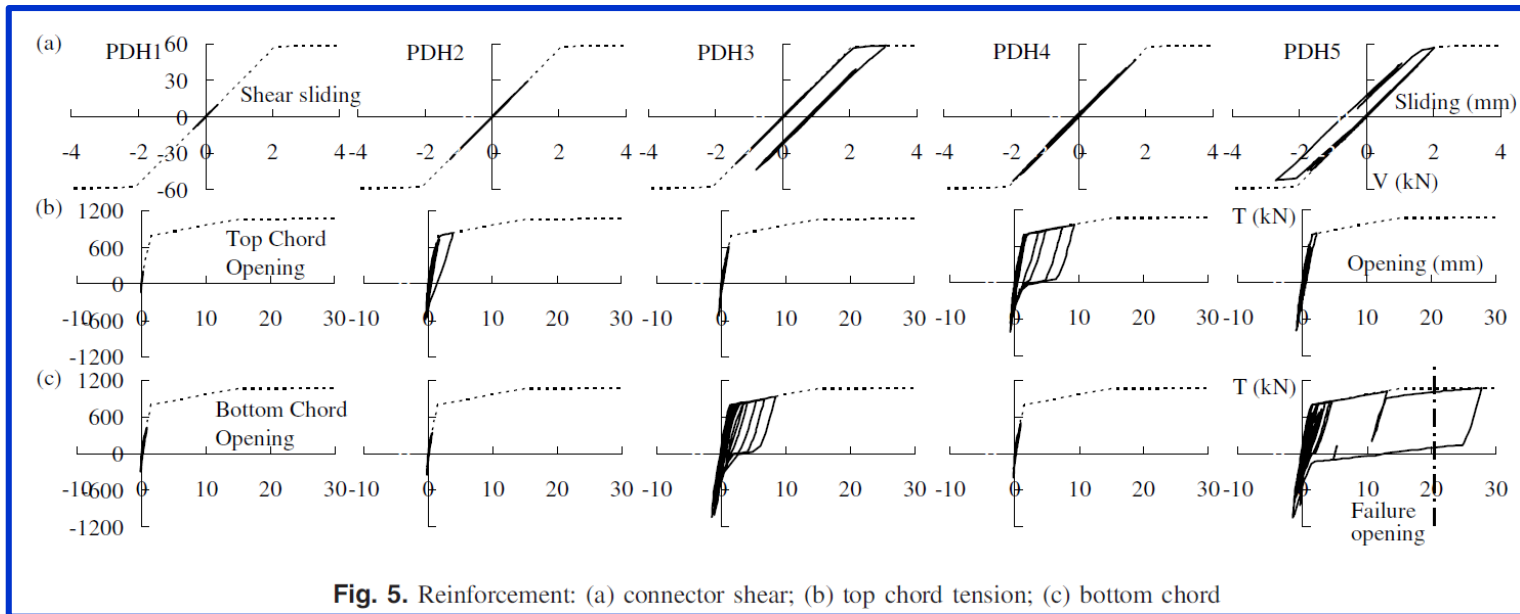 (a) PDH1 60 PDH2 PDH3 PDH4 PDH5
30
Shear sliding Sliding (mm)
0
-4 -2 0 2 4 -4 -2 0 2 4 -4 -2 0 2 4 -4 -2 0 2 4 -4 -2 0 2 4
-30
-60 V (kN)
(b) 1200 T (kN)
Top Chord
600
Opening Opening (mm)
0
-10 0 10 20 30 -10 0 10 20 30 -10 0 10 20 30 -10 0 10 20 30 -10 0 10 20 30
-600
-1200
(c) 1200 T (kN)
Bottom Chord
600
Opening
0
-10 0 10 20 30 -10 0 10 20 30 -10 0 10 20 30 -10 0 10 20 30 -10 0 10 20 30
-600
Failure
-1200 opening
Fig. 5. Reinforcement: (a) connector shear; (b) top chord tension; (c) bottom chord